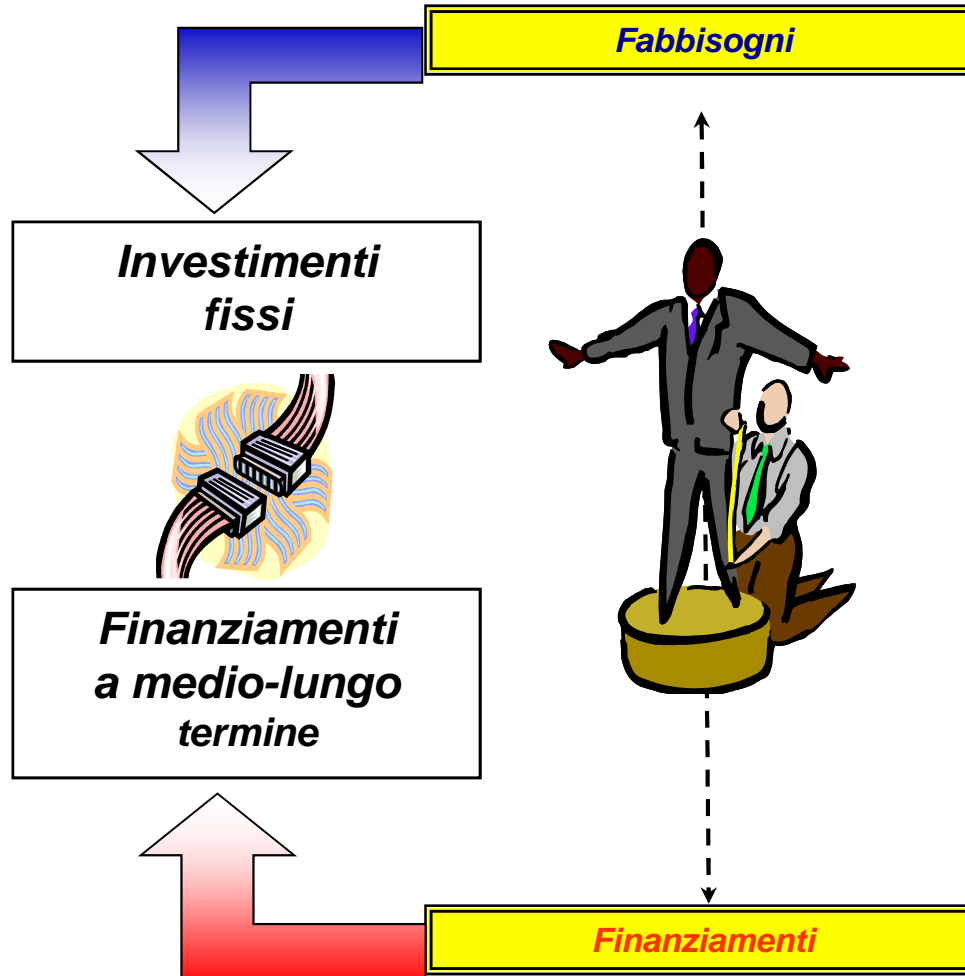 Fabbisogni
Investimenti
fissi
Finanziamenti
a medio-lungo
termine
Finanziamenti